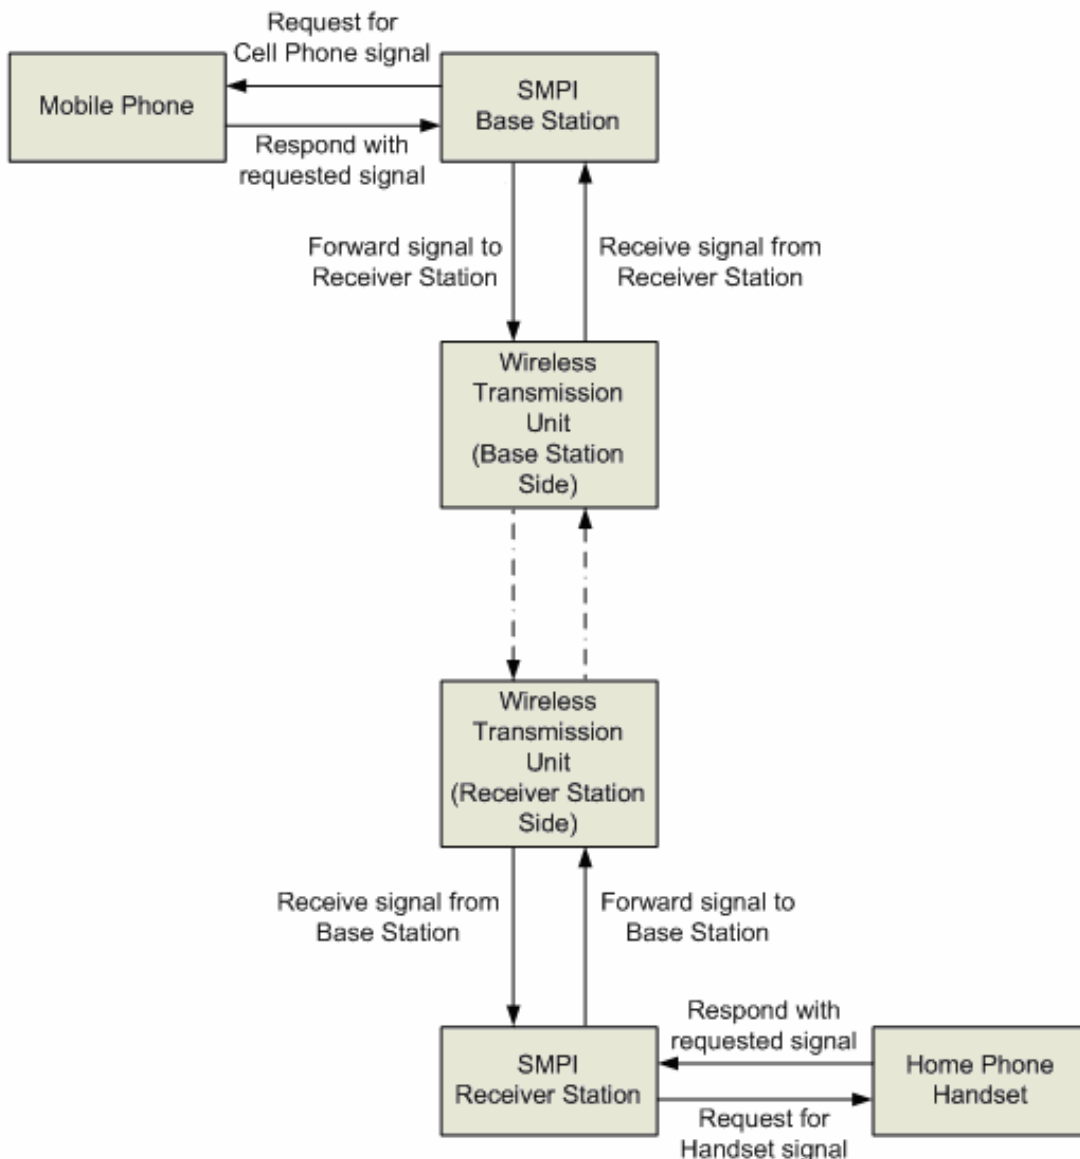 Request for
Cell Phone signal
Mobile Phone
SMPI
Base Station
Respond with
requested signal
Forward signal to
Receiver Station
Receive signal from
Receiver Station
Wireless
Transmission
Unit
(Base Station
Side)
Wireless
Transmission
Unit
(Receiver Station
Side)
Receive signal from
Base Station
Forward signal to
Base Station
Respond with
requested signal
SMPI
Receiver Station
Home Phone
Handset
Request for
Handset signal